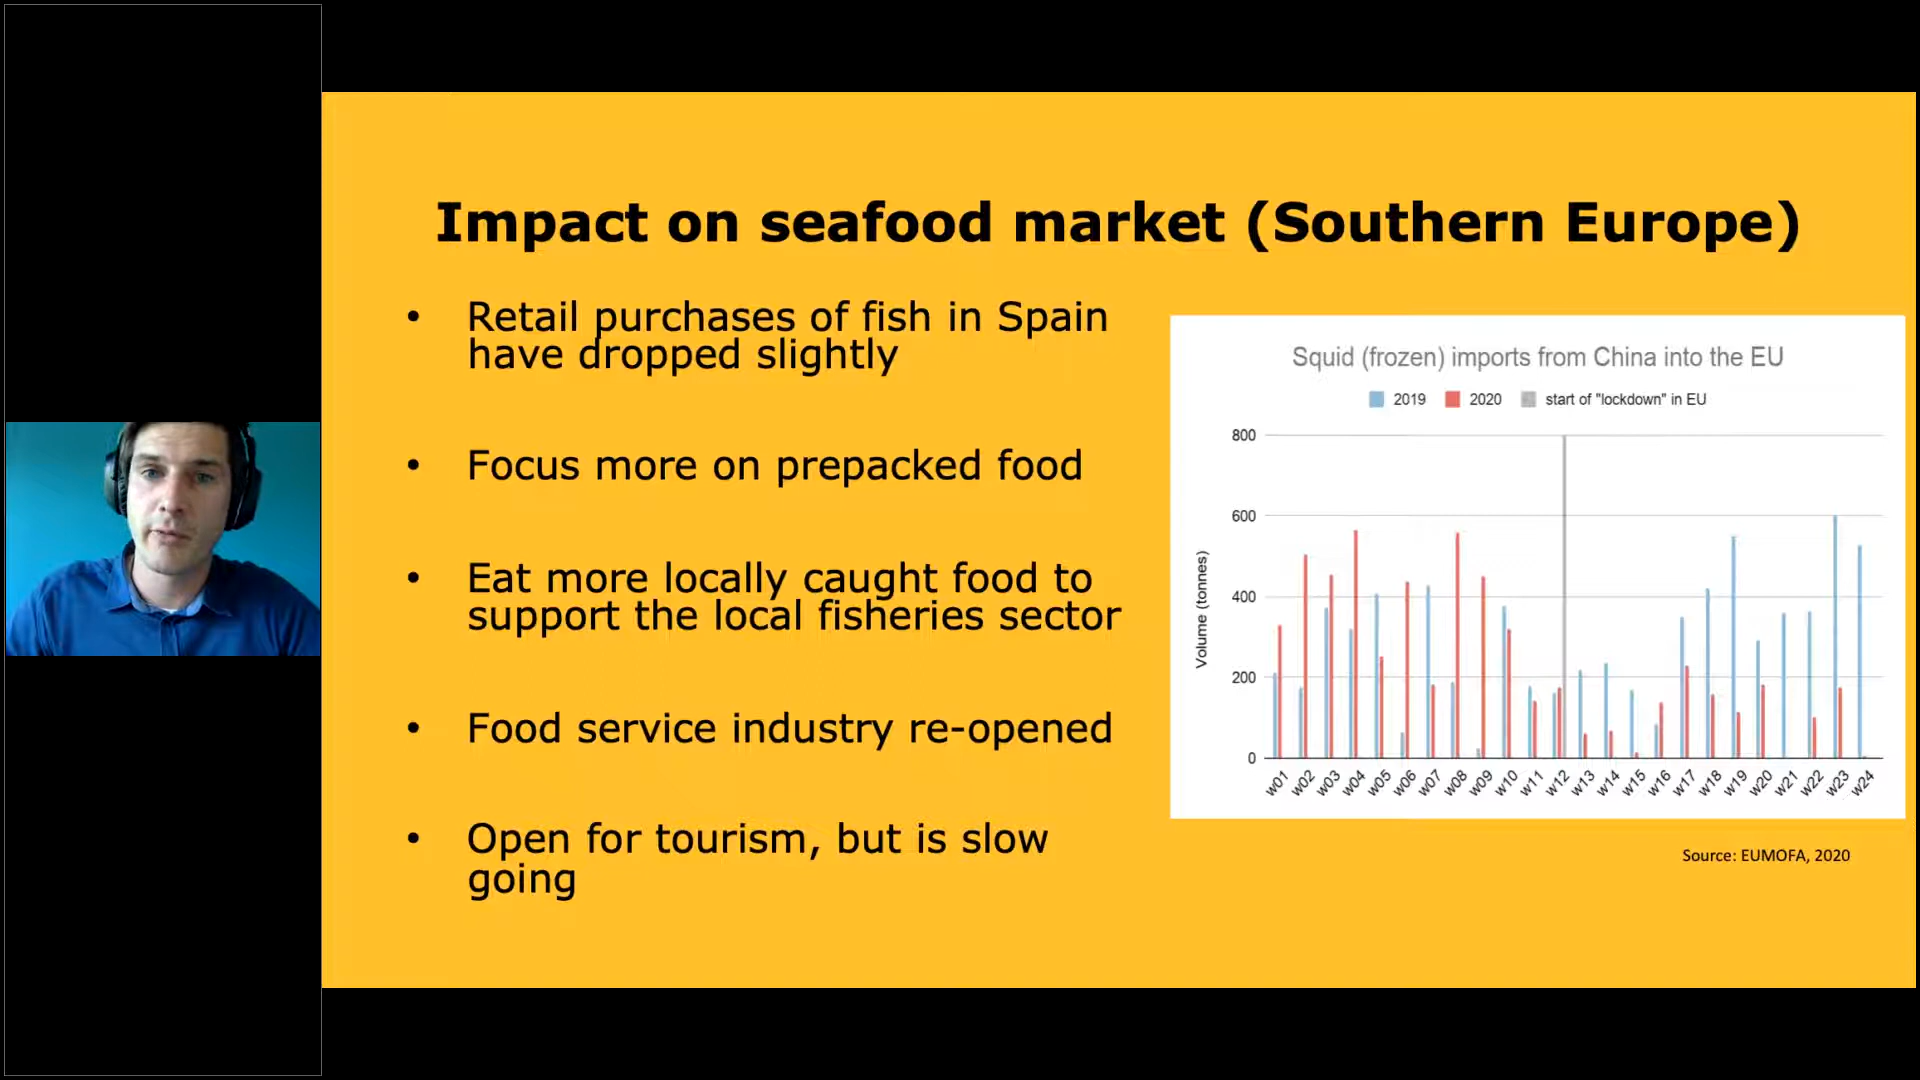 Impact on seafood market (Southern Europe)
• Retail purchases of fish in Spain
have dropped slightly
• Focus more on prepacked food
• Eat more locally caught food to
support the local fisheries sector
• Food service industry re-opened
• Open for tourism, but is slow
going
Squid (frozen) imports from China into the EU
2019 2020 start of "lockdown" in EU
Volume (tonnes)
800
600
400
200
0
w01 w02 w03 w04 w05 w06 w07 w08 w09 w10 w11 w12 w13 w14 w15 w16 w17 w18 w19 w20 w21 w22 w23 w24
Source: EUMOFA, 2020